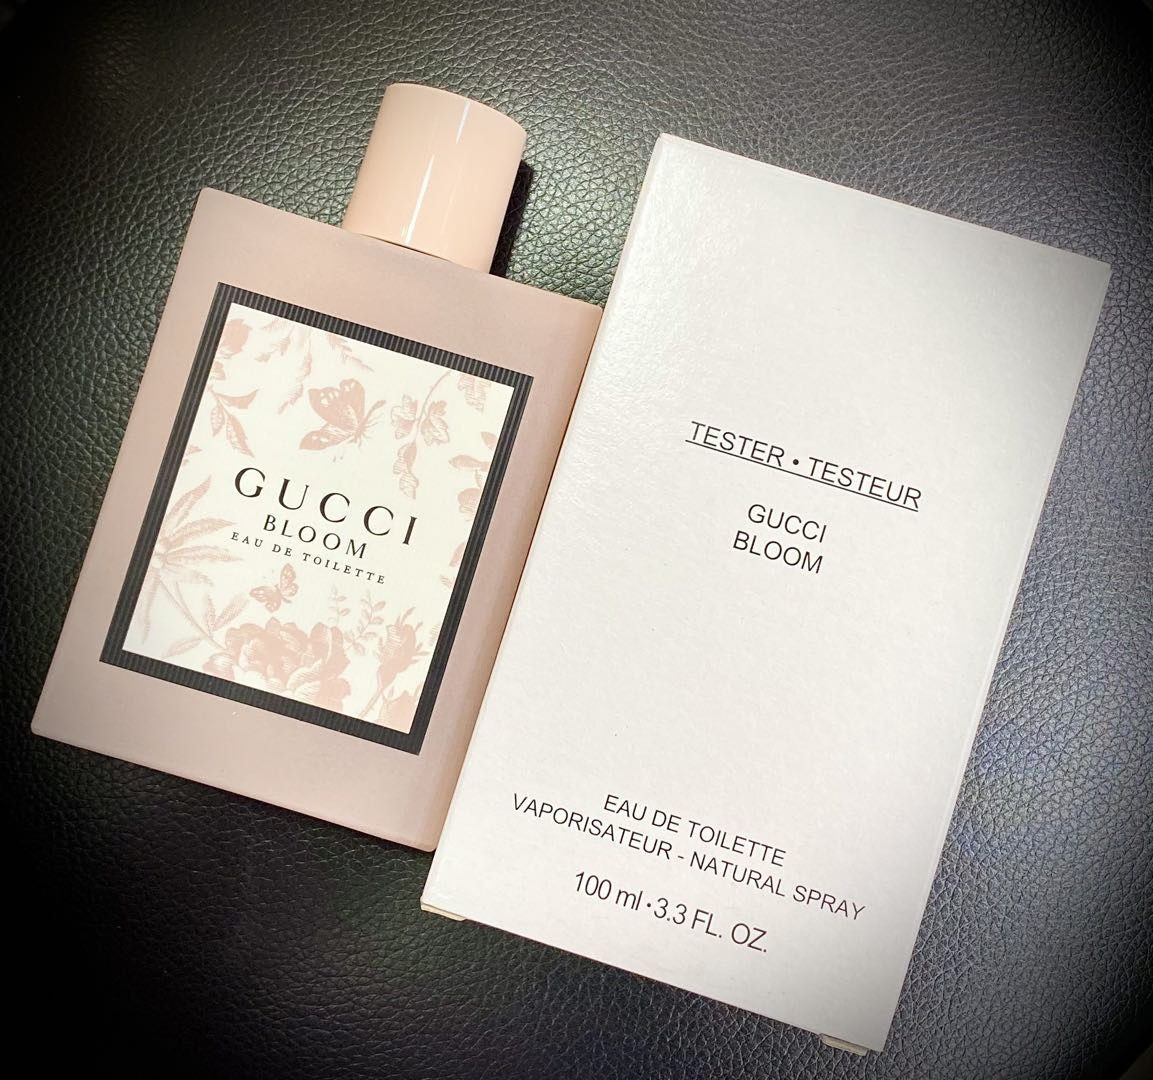 GUCCI
BLOOM
EAU DE TOILETTE
TESTER • TESTEUR
GUCCI
BLOOM
EAU DE TOILETTE
VAPORISATEUR - NATURAL SPRAY
100 ml • 3.3 FL. OZ.